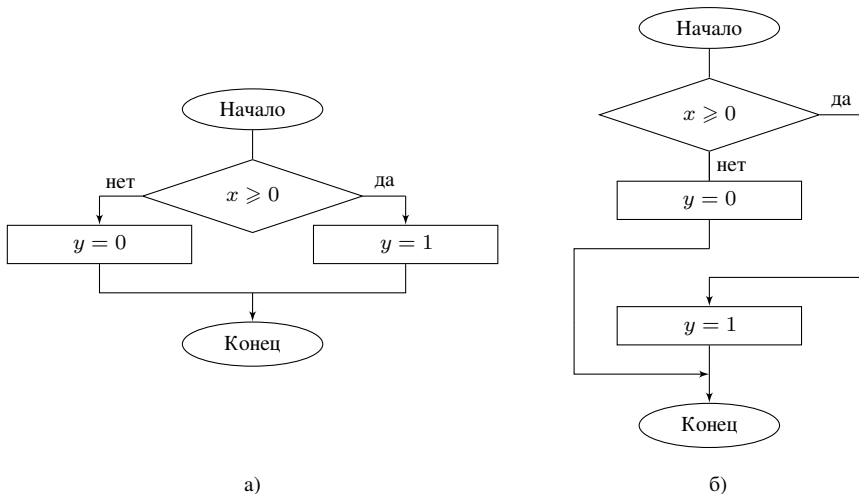 Начало
x ⩾ 0
нет
да
y = 0
y = 1
Конец
а)
Начало
x ⩾ 0
да
нет
y = 0
y = 1
Конец
б)